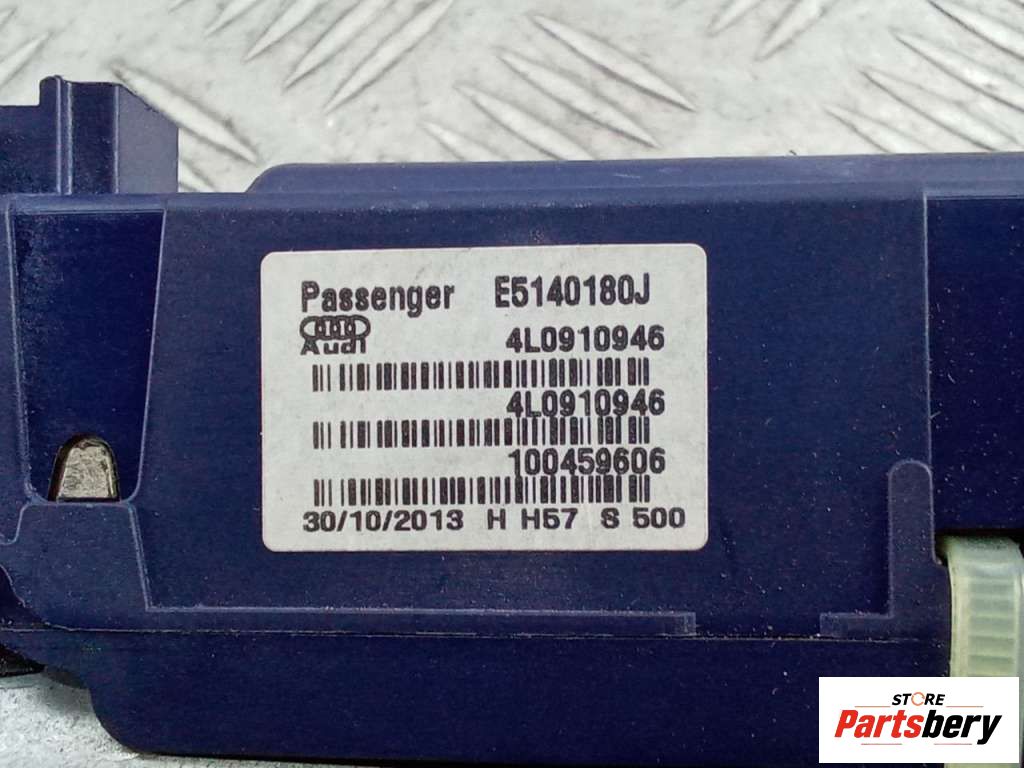 Passenger E5140180J
Audi 4L0910946
4L0910946
100459606
30/10/2013 H H57 S 500
STORE
Partsbery